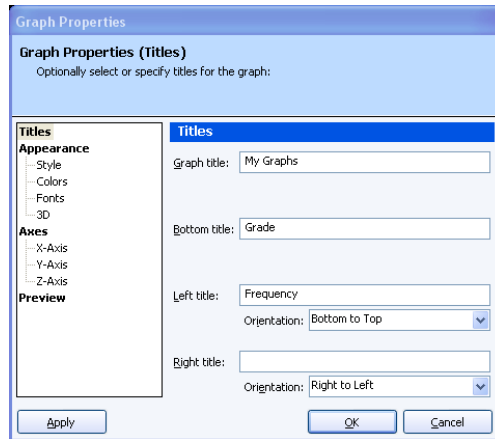 Graph Properties
Graph Properties (Titles)
Optionally select or specify titles for the graph:
Titles
Appearance
Style
Colors
Fonts
3D
Axes
X-Axis
Y-Axis
Z-Axis
Preview
Titles
Graph title: My Graphs
Bottom title: Grade
Left title: Frequency
Orientation: Bottom to Top
Right title:
Orientation: Right to Left
Apply OK Cancel